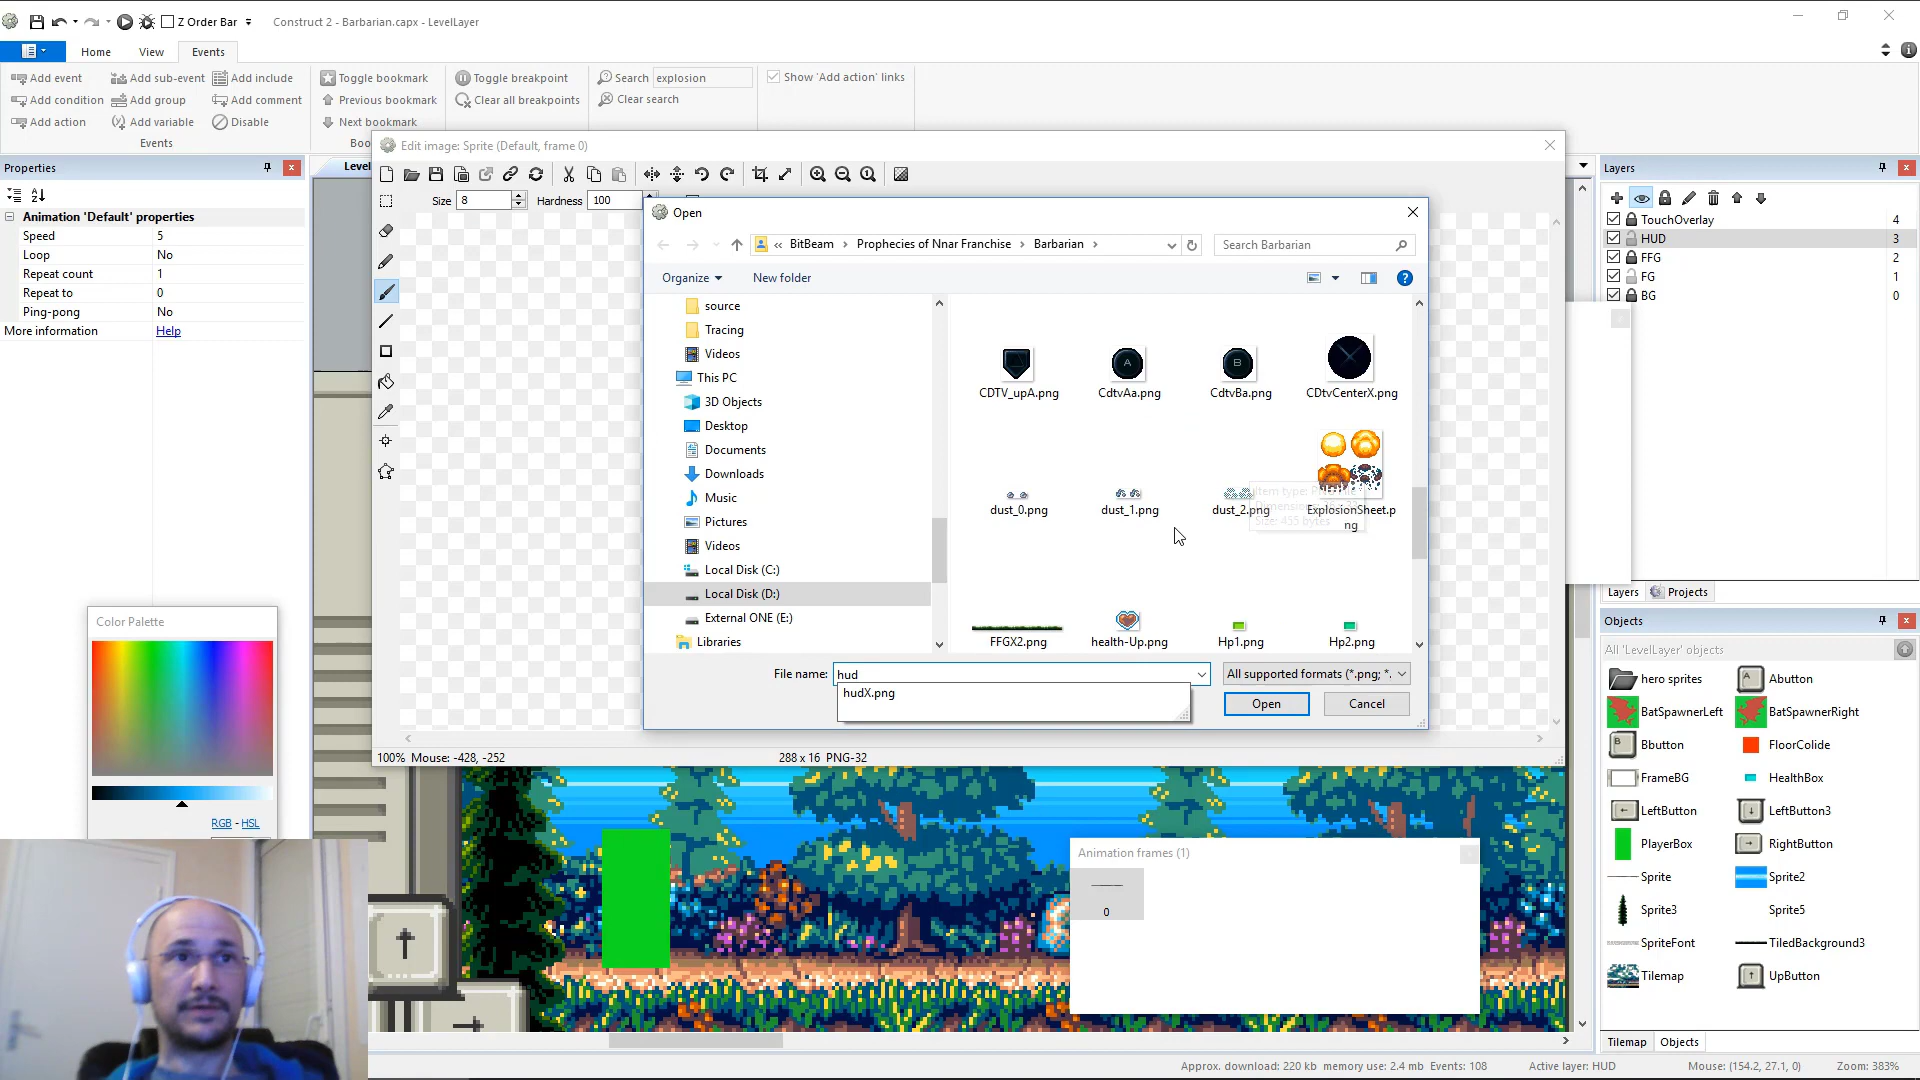 Z Order Bar
Construct 2 - Barbarian.capx - LevelLayer
Home View Events
Add event Add sub-event Add include
Add condition Add group Add comment
Add action Add variable Disable
Events
Toggle bookmark
Previous bookmark
Next bookmark
Boo
Toggle breakpoint
Clear all breakpoints
Search explosion
Clear search
Show 'Add action' links
Properties
Animation 'Default' properties
Speed 5
Loop No
Repeat count 1
Repeat to 0
Ping-pong No
More information Help
Level
Edit image: Sprite (Default, frame 0)
Size 8 Hardness 100
Open
« BitBeam › Prophecies of Nnar Franchise › Barbarian ›
Search Barbarian
Organize New folder
source
Tracing
Videos
This PC
3D Objects
Desktop
Documents
Downloads
Music
Pictures
Videos
Local Disk (C:)
Local Disk (D:)
External ONE (E:)
Libraries
A A B
CDTV_upA.png CdtvAa.png CdtvBa.png CDtvCenterX.png
dust_0.png dust_1.png dust_2.png ExplosionSheet.p
ng
FFGX2.png health-Up.png Hp1.png Hp2.png
File name: hud
All supported formats (*.png; *.
hudX.png
Open Cancel
100% Mouse: -428, -252
288 x 16 PNG-32
Color Palette
RGB - HSL
Animation frames (1)
0
Layers
TouchOverlay 4
HUD 3
FFG 2
FG 1
BG 0
Layers Projects
Objects
All 'LevelLayer' objects
hero sprites Abutton
BatSpawnerLeft BatSpawnerRight
Bbutton FloorColide
FrameBG HealthBox
LeftButton LeftButton3
PlayerBox RightButton
Sprite Sprite2
Sprite3 Sprite5
SpriteFont TiledBackground3
Tilemap UpButton
Tilemap Objects
Approx. download: 220 kb memory use: 2.4 mb Events: 108
Active layer: HUD
Mouse: (154.2, 27.1, 0)
Zoom: 383%